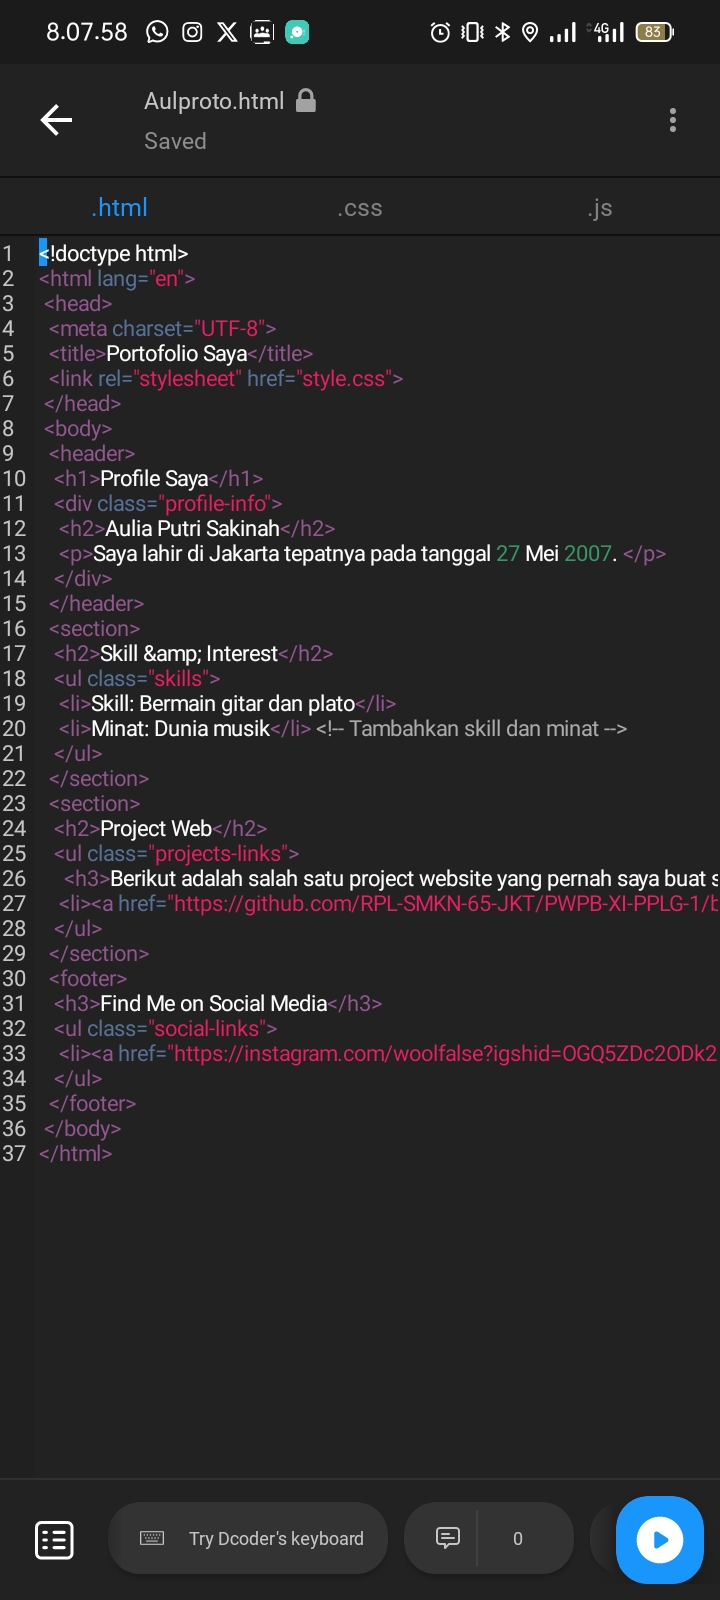 8.07.58
4G
83
Aulproto.html
Saved
.html .css .js
1 <!doctype html>
2 <html lang="en">
3 <head>
4 <meta charset="UTF-8">
5 <title>Portofolio Saya</title>
6 <link rel="stylesheet" href="style.css">
7 </head>
8 <body>
9 <header>
10 <h1>Profile Saya</h1>
11 <div class="profile-info">
12 <h2>Aulia Putri Sakinah</h2>
13 <p>Saya lahir di Jakarta tepatnya pada tanggal 27 Mei 2007. </p>
14 </div>
15 </header>
16 <section>
17 <h2>Skill &amp; Interest</h2>
18 <ul class="skills">
19 <li>Skill: Bermain gitar dan plato</li>
20 <li>Minat: Dunia musik</li> <!-- Tambahkan skill dan minat -->
21 </ul>
22 </section>
23 <section>
24 <h2>Project Web</h2>
25 <ul class="projects-links">
26 <h3>Berikut adalah salah satu project website yang pernah saya buat s
27 <li><a href="https://github.com/RPL-SMKN-65-JKT/PWPB-XI-PPLG-1/b
28 </ul>
29 </section>
30 <footer>
31 <h3>Find Me on Social Media</h3>
32 <ul class="social-links">
33 <li><a href="https://instagram.com/woolfalse?igshid=OGQ5ZDc2ODk2
34 </ul>
35 </footer>
36 </body>
37 </html>
Try Dcoder's keyboard
0